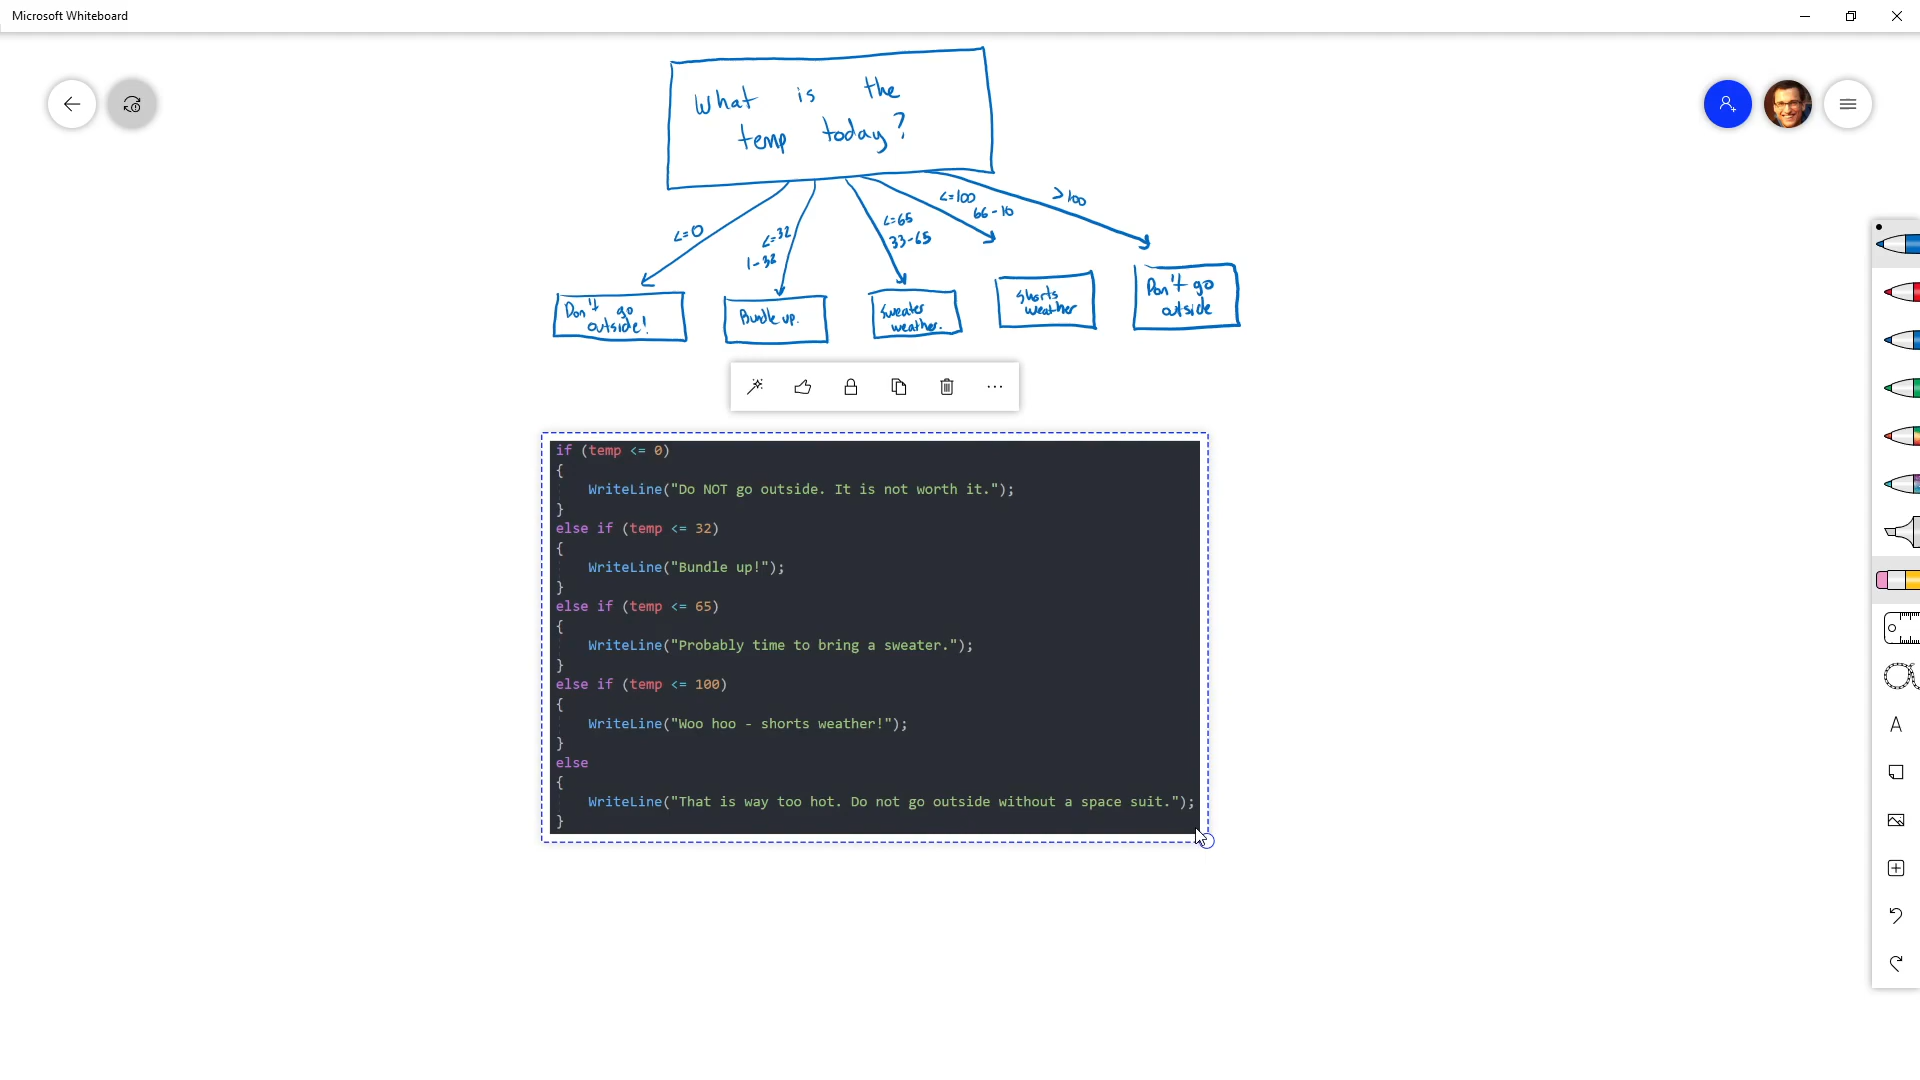 Microsoft Whiteboard
What is the
temp today?
<=0
<=32
1-32
<=65
33-65
<=100
66-10
>100
Don't go
outside!
Bundle up.
Sweater
weather.
Shorts
weather
Don't go
outside
if (temp <= 0)
{
    WriteLine("Do NOT go outside. It is not worth it.");
}
else if (temp <= 32)
{
    WriteLine("Bundle up!");
}
else if (temp <= 65)
{
    WriteLine("Probably time to bring a sweater.");
}
else if (temp <= 100)
{
    WriteLine("Woo hoo - shorts weather!");
}
else
{
    WriteLine("That is way too hot. Do not go outside without a space suit.");
}
A